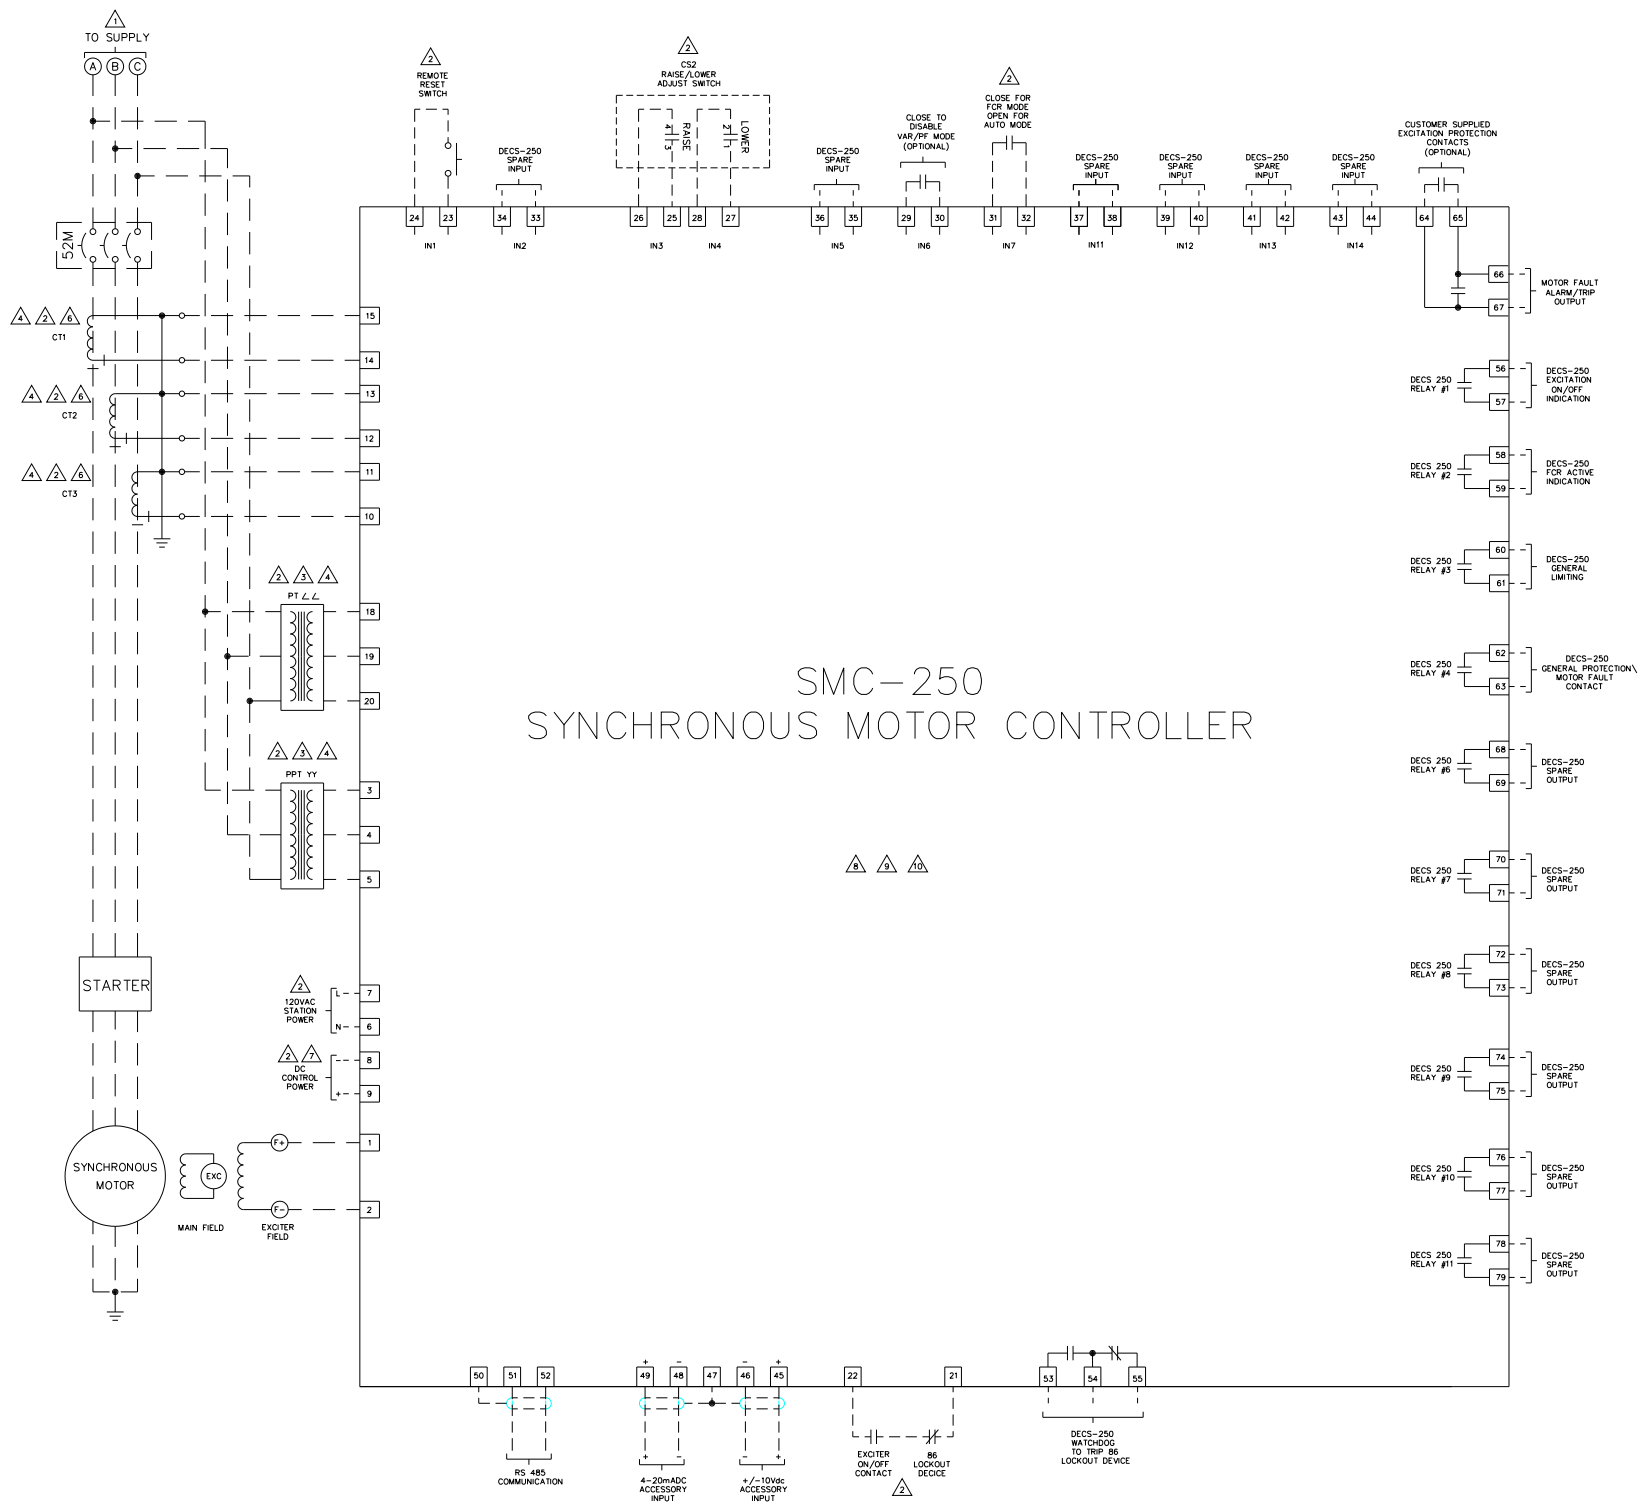 1
TO SUPPLY
A B C
2
REMOTE
RESET
SWITCH
DECS-250
SPARE
INPUT
2
CS2
RAISE/LOWER
ADJUST SWITCH
4
3
RAISE
2
1
LOWER
DECS-250
SPARE
INPUT
CLOSE TO
DISABLE
VAR/PF MODE
(OPTIONAL)
2
CLOSE FOR
FCR MODE
OPEN FOR
AUTO MODE
DECS-250
SPARE
INPUT
DECS-250
SPARE
INPUT
DECS-250
SPARE
INPUT
DECS-250
SPARE
INPUT
CUSTOMER SUPPLIED
EXCITATION PROTECTION
CONTACTS
(OPTIONAL)
24 23 34 33 26 25 28 27 36 35 29 30 31 32 37 38 39 40 41 42 43 44 64 65
IN1 IN2 IN3 IN4 IN5 IN6 IN7 IN11 IN12 IN13 IN14
52M
4 2 6
CT1
15
14
4 2 6
CT2
13
12
4 2 6
CT3
11
10
2 3 4
PT ∠∠
18
19
20
2 3 4
PPT YY
3
4
5
STARTER
2
120VAC
STATION
POWER
L
N
7
6
2 7
DC
CONTROL
POWER
-
+
8
9
SYNCHRONOUS
MOTOR
EXC
MAIN FIELD
F+
F-
EXCITER
FIELD
1
2
SMC-250
SYNCHRONOUS MOTOR CONTROLLER
8 9 10
66
67
MOTOR FAULT
ALARM/TRIP
OUTPUT
DECS 250
RELAY #1
56
57
DECS-250
EXCITATION
ON/OFF
INDICATION
DECS 250
RELAY #2
58
59
DECS-250
FCR ACTIVE
INDICATION
DECS 250
RELAY #3
60
61
DECS-250
GENERAL
LIMITING
DECS 250
RELAY #4
62
63
DECS-250
GENERAL PROTECTION\
MOTOR FAULT
CONTACT
DECS 250
RELAY #6
68
69
DECS-250
SPARE
OUTPUT
DECS 250
RELAY #7
70
71
DECS-250
SPARE
OUTPUT
DECS 250
RELAY #8
72
73
DECS-250
SPARE
OUTPUT
DECS 250
RELAY #9
74
75
DECS-250
SPARE
OUTPUT
DECS 250
RELAY #10
76
77
DECS-250
SPARE
OUTPUT
DECS 250
RELAY #11
78
79
DECS-250
SPARE
OUTPUT
+ - - +
50 51 52 49 48 47 46 45 22 21 53 54 55
RS 485
COMMUNICATION
+ -
4-20mADC
ACCESSORY
INPUT
- +
+/-10Vdc
ACCESSORY
INPUT
EXCITER
ON/OFF
CONTACT
86
LOCKOUT
DECICE
2
DECS-250
WATCHDOG
TO TRIP 86
LOCKOUT DEVICE